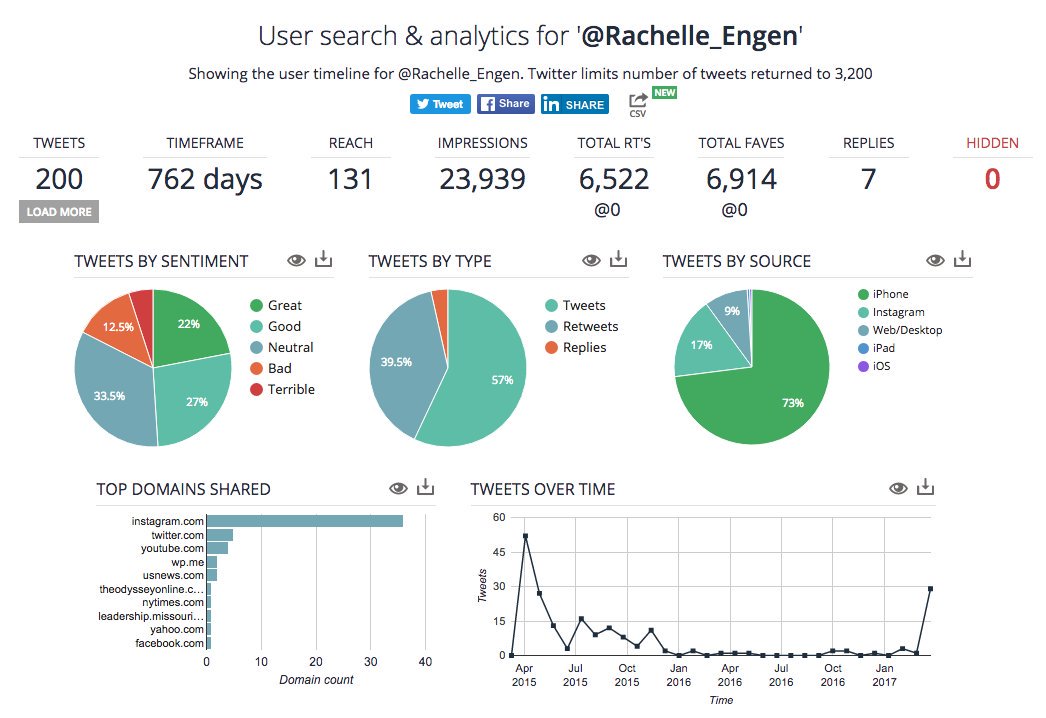 User search & analytics for '@Rachelle_Engen'
Showing the user timeline for @Rachelle_Engen. Twitter limits number of tweets returned to 3,200
Tweet Share SHARE CSV NEW
TWEETS TIMEFRAME REACH IMPRESSIONS TOTAL RT'S TOTAL FAVES REPLIES HIDDEN
200 762 days 131 23,939 6,522 6,914 7 0
LOAD MORE @0 @0
TWEETS BY SENTIMENT
22%
27%
33.5%
12.5%
Great
Good
Neutral
Bad
Terrible
TWEETS BY TYPE
57%
39.5%
Tweets
Retweets
Replies
TWEETS BY SOURCE
9%
17%
73%
iPhone
Instagram
Web/Desktop
iPad
iOS
TOP DOMAINS SHARED
instagram.com
twitter.com
youtube.com
wp.me
usnews.com
theodysseyonline.c...
nytimes.com
leadership.missouri...
yahoo.com
facebook.com
0 10 20 30 40
Domain count
TWEETS OVER TIME
60
45
30
15
0
Tweets
Apr Jul Oct Jan Apr Jul Oct Jan
2015 2015 2015 2016 2016 2016 2016 2017
Time